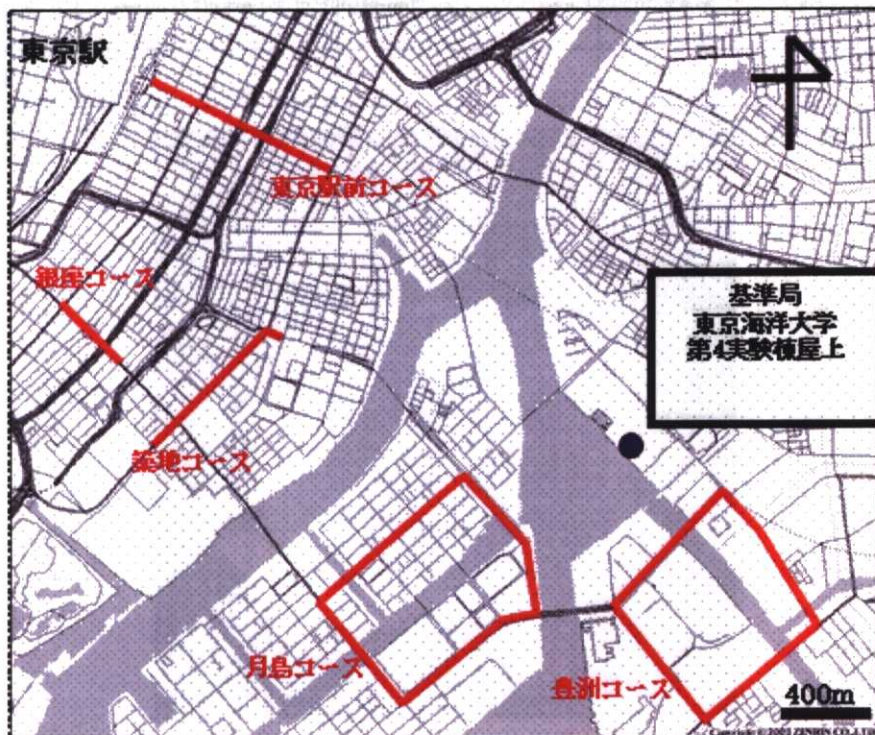 東京駅
東京駅前コース
銀座コース
基準局
東京海洋大学
第4実験棟屋上
築地コース
月島コース
豊洲コース
400m